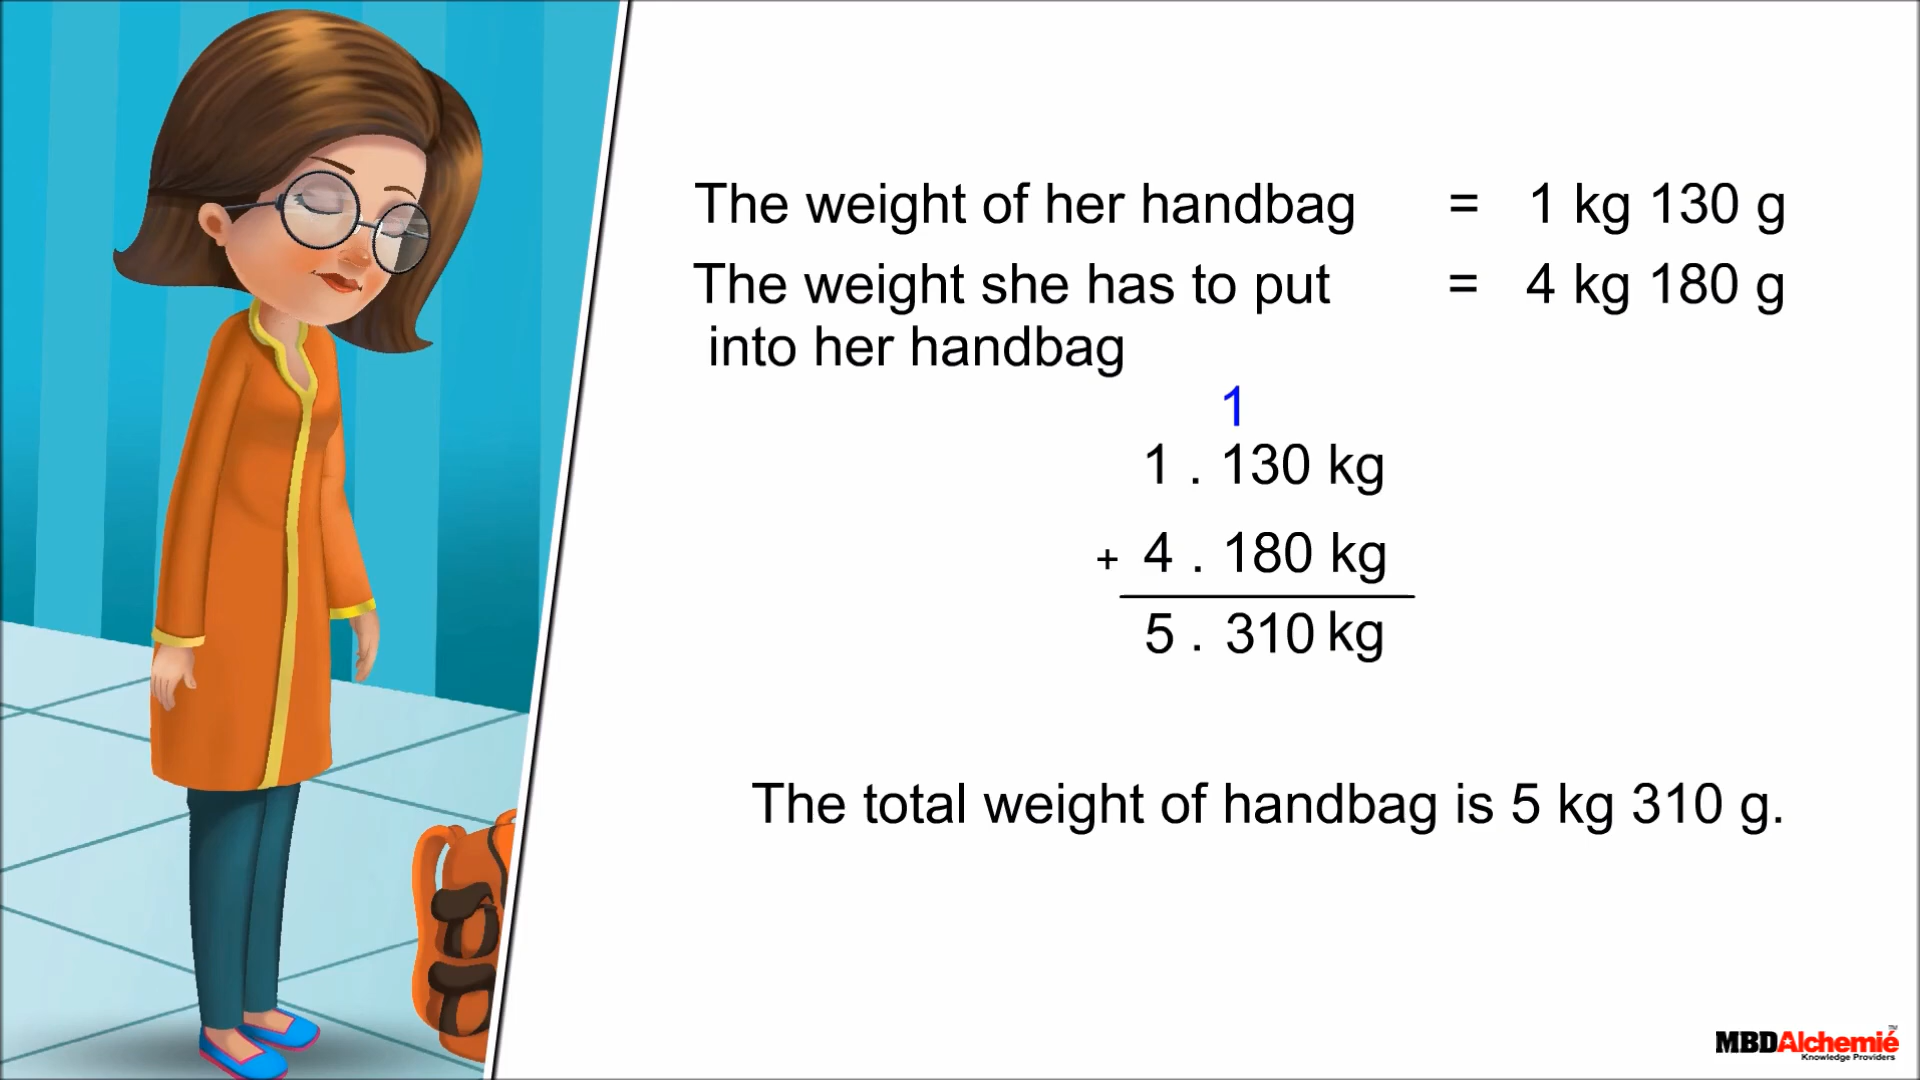 The weight of her handbag = 1 kg 130 g
The weight she has to put = 4 kg 180 g
into her handbag
1
1 . 130 kg
+ 4 . 180 kg
5 . 310 kg
The total weight of handbag is 5 kg 310 g.
MBDAlchemié™
Knowledge Providers